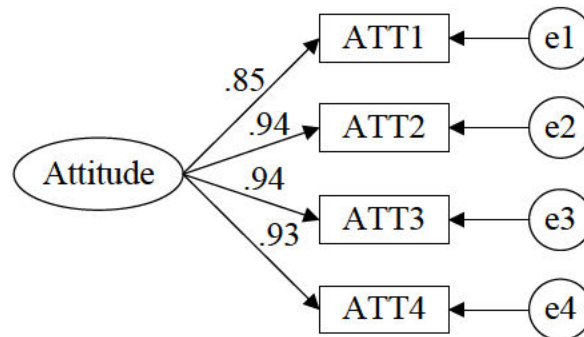 ATT1
e1
.85
ATT2
e2
.94
Attitude
.94
ATT3
e3
.93
ATT4
e4